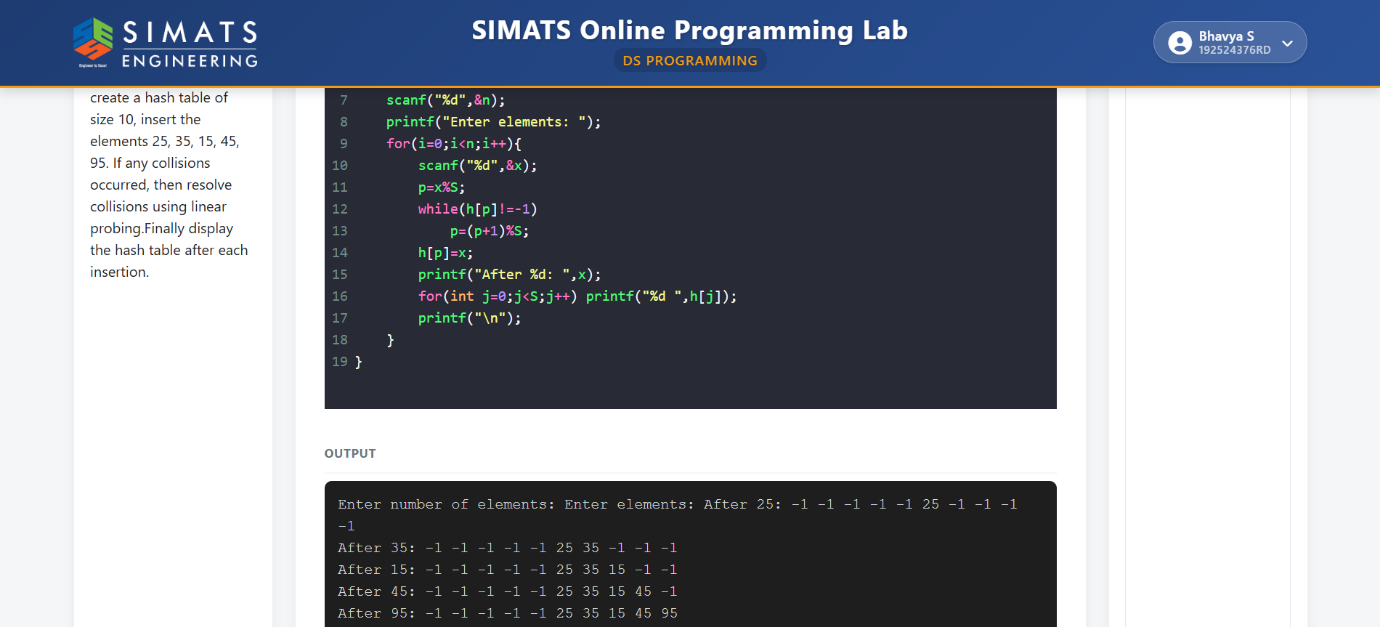 SIMATS
ENGINEERING
SIMATS Online Programming Lab
DS PROGRAMMING
Bhavya S
192524376RD
create a hash table of
size 10, insert the
elements 25, 35, 15, 45,
95. If any collisions
occurred, then resolve
collisions using linear
probing.Finally display
the hash table after each
insertion.
7 scanf("%d",&n);
8 printf("Enter elements: ");
9 for(i=0;i<n;i++){
10 scanf("%d",&x);
11 p=x%S;
12 while(h[p]!=-1)
13 p=(p+1)%S;
14 h[p]=x;
15 printf("After %d: ",x);
16 for(int j=0;j<S;j++) printf("%d ",h[j]);
17 printf("\n");
18 }
19 }
OUTPUT
Enter number of elements: Enter elements: After 25: -1 -1 -1 -1 -1 25 -1 -1 -1
-1
After 35: -1 -1 -1 -1 -1 25 35 -1 -1 -1
After 15: -1 -1 -1 -1 -1 25 35 15 -1 -1
After 45: -1 -1 -1 -1 -1 25 35 15 45 -1
After 95: -1 -1 -1 -1 -1 25 35 15 45 95